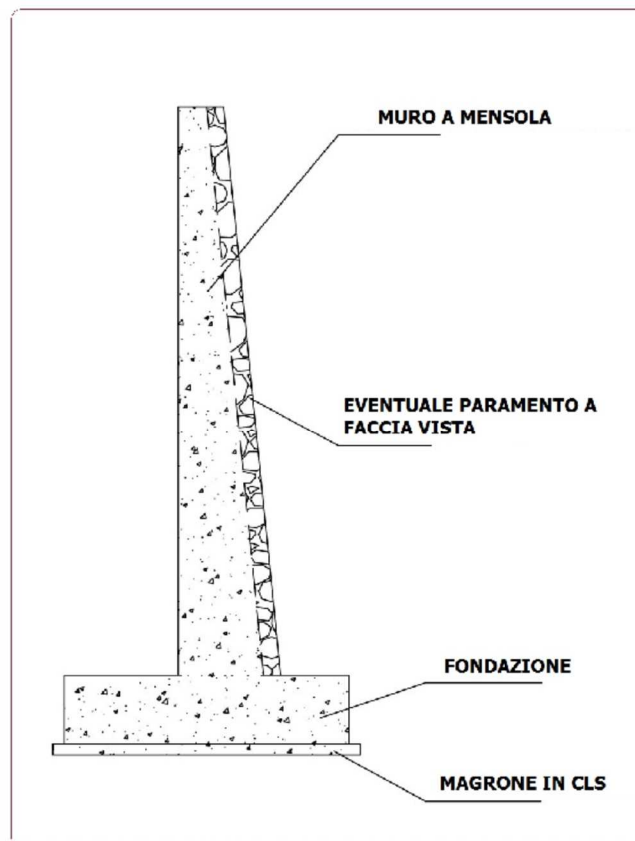 MURO A MENSOLA
EVENTUALE PARAMENTO A
FACCIA VISTA
FONDAZIONE
MAGRONE IN CLS